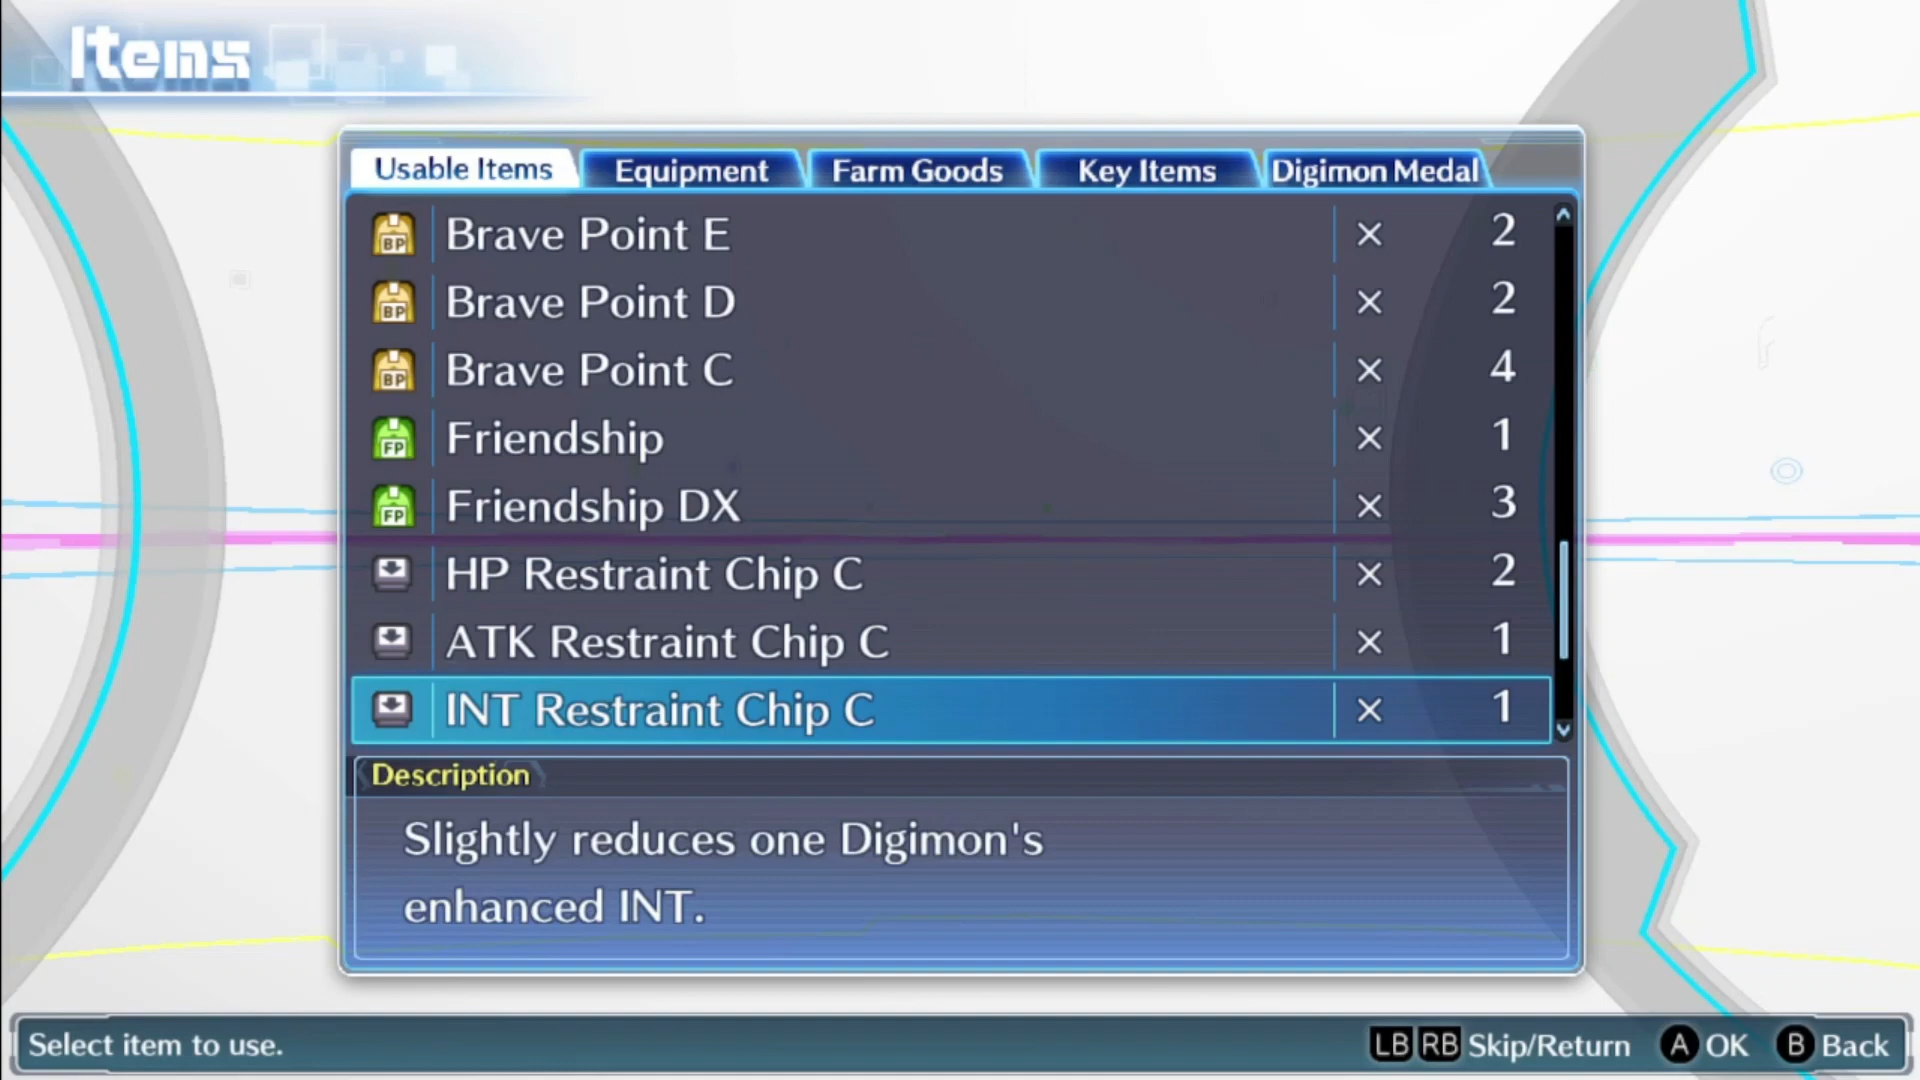 Items
Usable Items Equipment Farm Goods Key Items Digimon Medal
BP Brave Point E × 2
BP Brave Point D × 2
BP Brave Point C × 4
FP Friendship × 1
FP Friendship DX × 3
HP Restraint Chip C × 2
ATK Restraint Chip C × 1
INT Restraint Chip C × 1
Description
Slightly reduces one Digimon's
enhanced INT.
Select item to use. LB RB Skip/Return A OK B Back